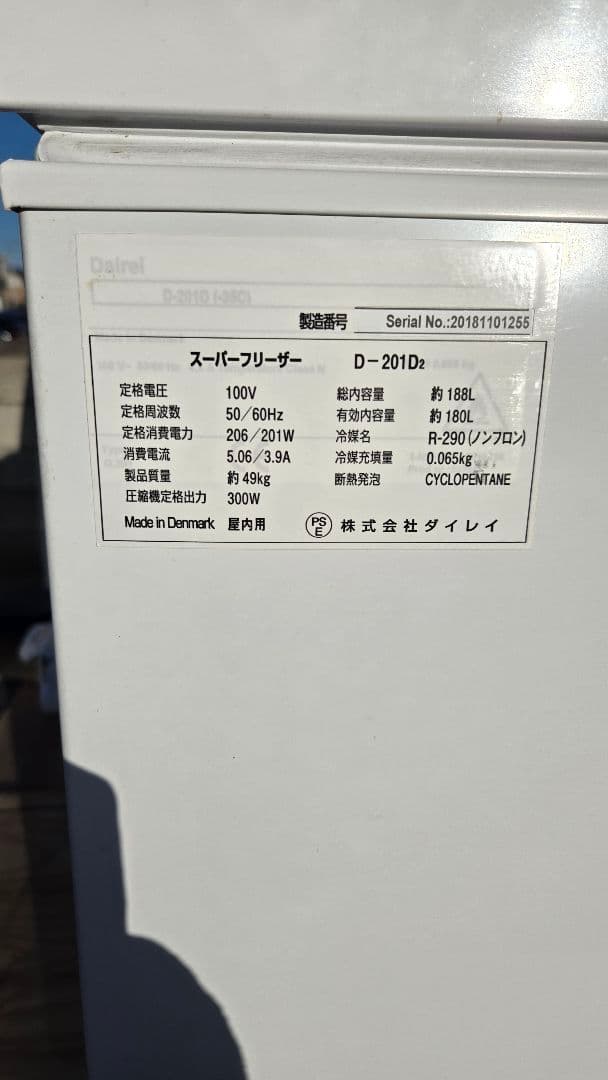 Dairei
D-201D (-35C)
製造番号 Serial No.:20181101255
スーパーフリーザー D-201D2
定格電圧 100V 総内容量 約 188L
定格周波数 50/60Hz 有効内容量 約 180L
定格消費電力 206/201W 冷媒名 R-290 (ノンフロン)
消費電流 5.06/3.9A 冷媒充填量 0.065kg
製品質量 約 49kg 断熱発泡 CYCLOPENTANE
圧縮機定格出力 300W
Made in Denmark 屋内用 PSE 株式会社ダイレイ